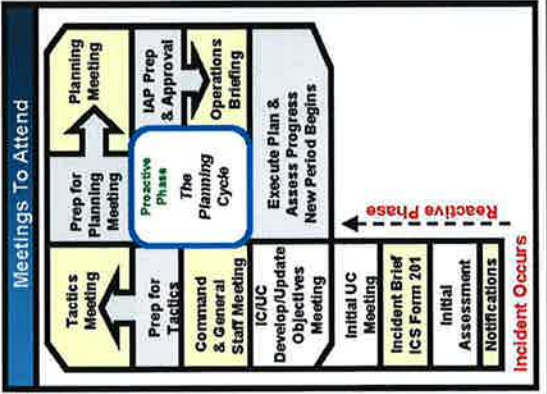 Meetings To Attend
Tactics
Meeting
Prep for
Planning
Meeting
Planning
Meeting
Prep for
Tactics
Proactive
Phase
The
Planning
Cycle
IAP Prep
& Approval
Command
& General
Staff Meeting
Operations
Briefing
IC/UC
Develop/Update
Objectives
Meeting
Execute Plan &
Assess Progress
New Period Begins
Initial UC
Meeting
Incident Brief
ICS Form 201
Initial
Assessment
Notifications
Reactive Phase
Incident Occurs